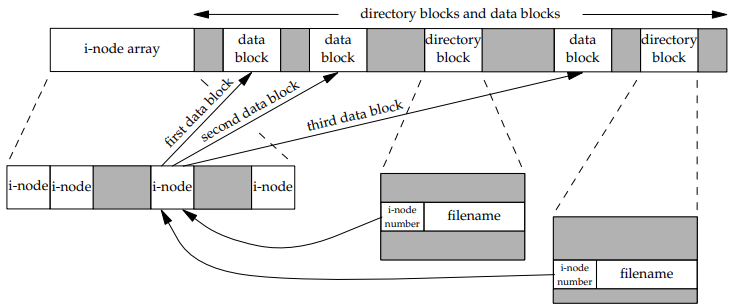 directory blocks and data blocks
i-node array
data
block
data
block
directory
block
data
block
directory
block
first data block
second data block
third data block
i-node
i-node
i-node
i-node
i-node
number
filename
i-node
number
filename